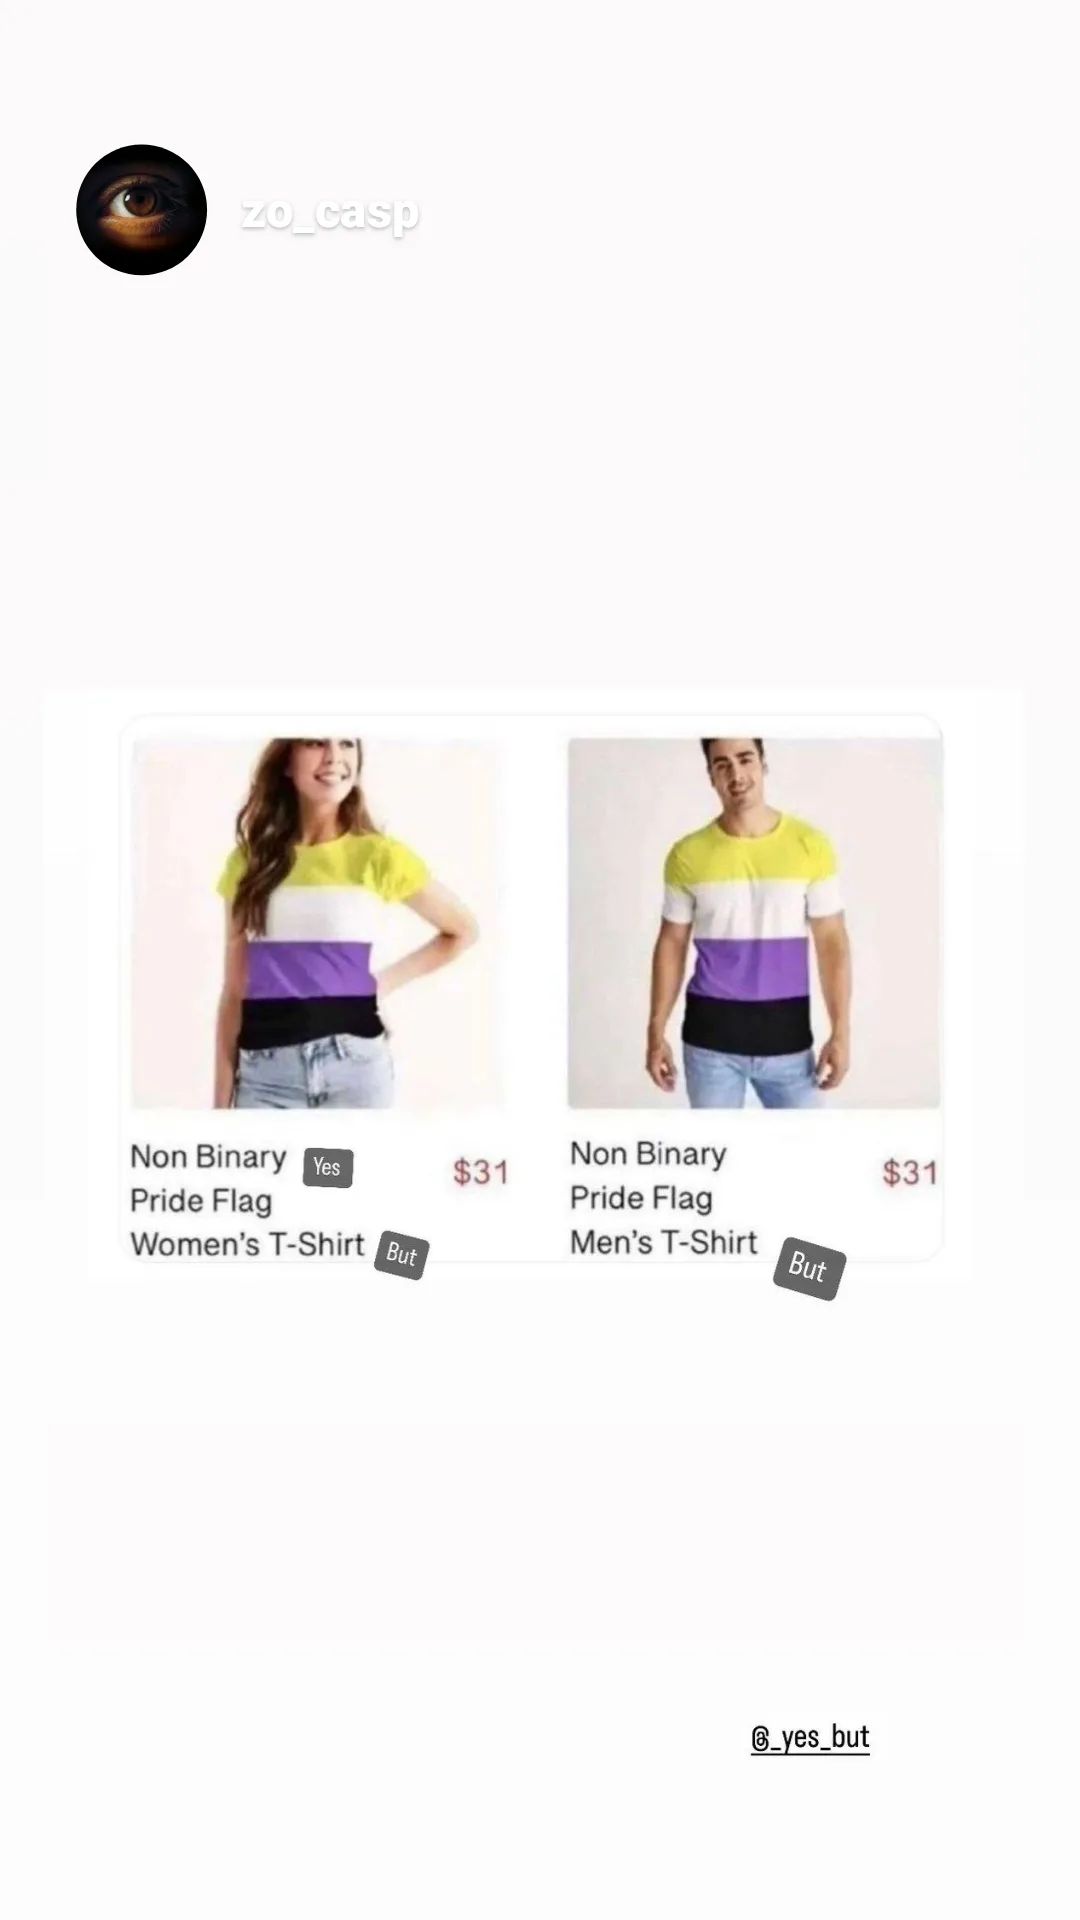 zo_casp
Non Binary Yes
Pride Flag
Women's T-Shirt But
$31
Non Binary
Pride Flag
Men's T-Shirt But
$31
@_yes_but